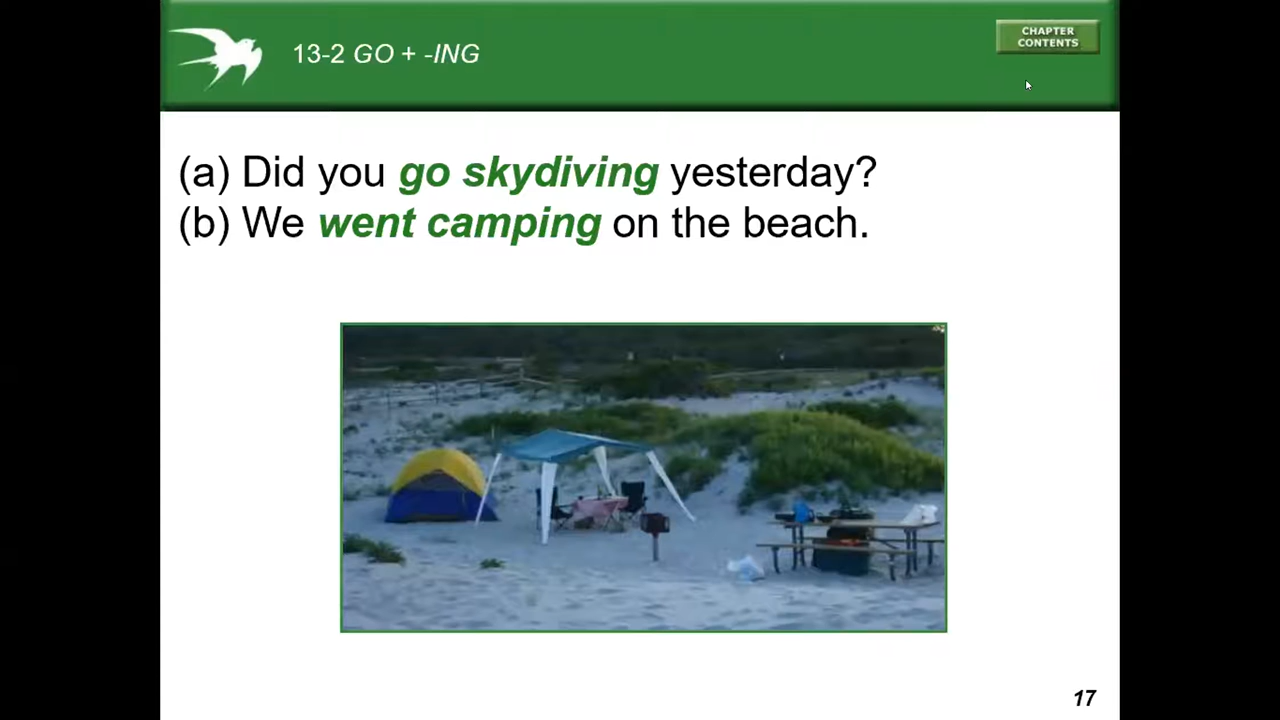 13-2 GO + -ING
CHAPTER
CONTENTS
(a) Did you go skydiving yesterday?
(b) We went camping on the beach.
17